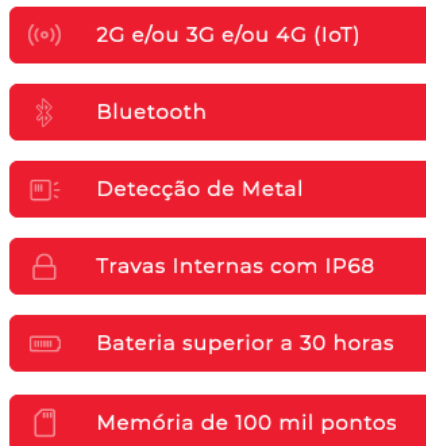 2G e/ou 3G e/ou 4G (IoT)
Bluetooth
Detecção de Metal
Travas Internas com IP68
Bateria superior a 30 horas
Memória de 100 mil pontos